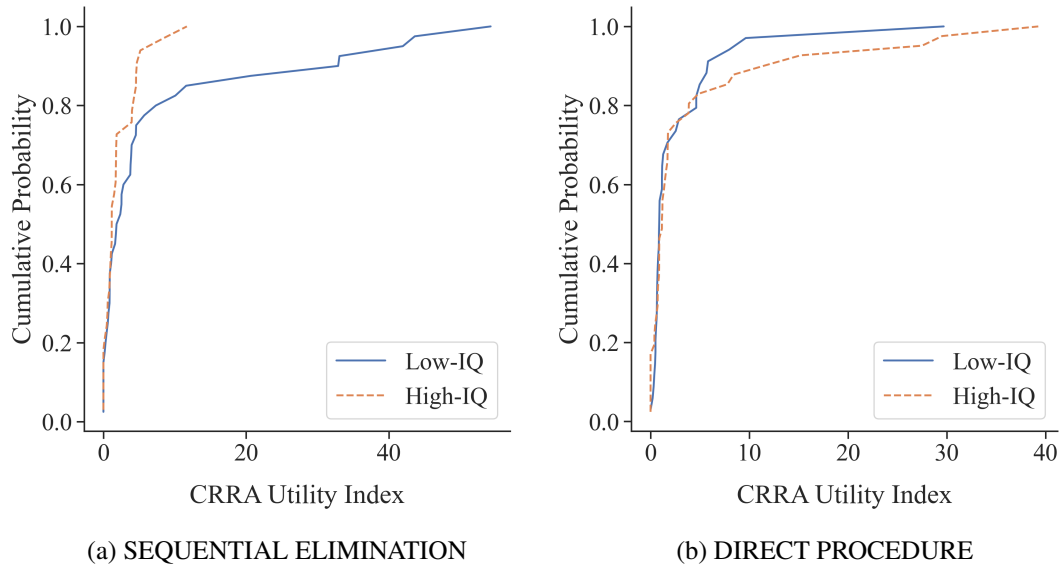 1.0
0.8
0.6
0.4
0.2
0.0
Cumulative Probability
0
20
40
CRRA Utility Index
Low-IQ
High-IQ
(a) SEQUENTIAL ELIMINATION
1.0
0.8
0.6
0.4
0.2
0.0
Cumulative Probability
0
10
20
30
40
CRRA Utility Index
Low-IQ
High-IQ
(b) DIRECT PROCEDURE